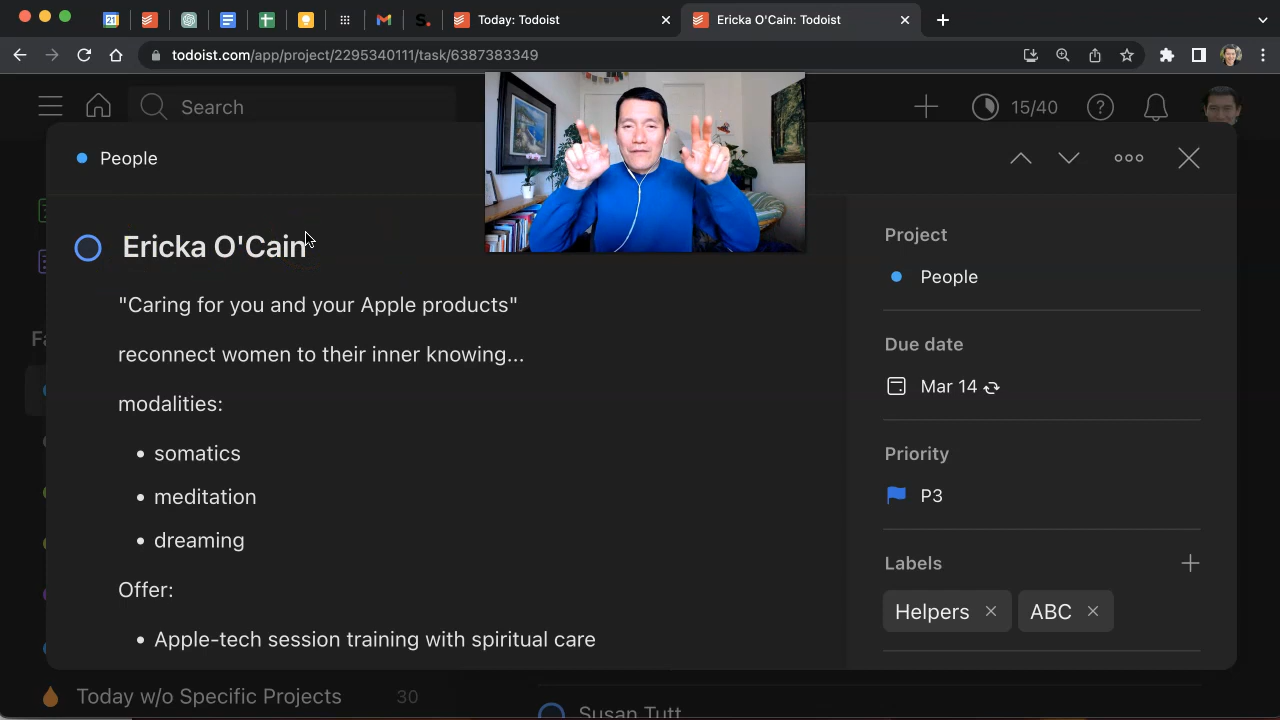 Today: Todoist
Ericka O'Cain: Todoist
todoist.com/app/project/2295340111/task/6387383349
Search
15/40
People
Ericka O'Cain
"Caring for you and your Apple products"
reconnect women to their inner knowing...
modalities:
• somatics
• meditation
• dreaming
Offer:
• Apple-tech session training with spiritual care
Project
People
Due date
Mar 14
Priority
P3
Labels
Helpers
ABC
Today w/o Specific Projects 30
Susan Tutt